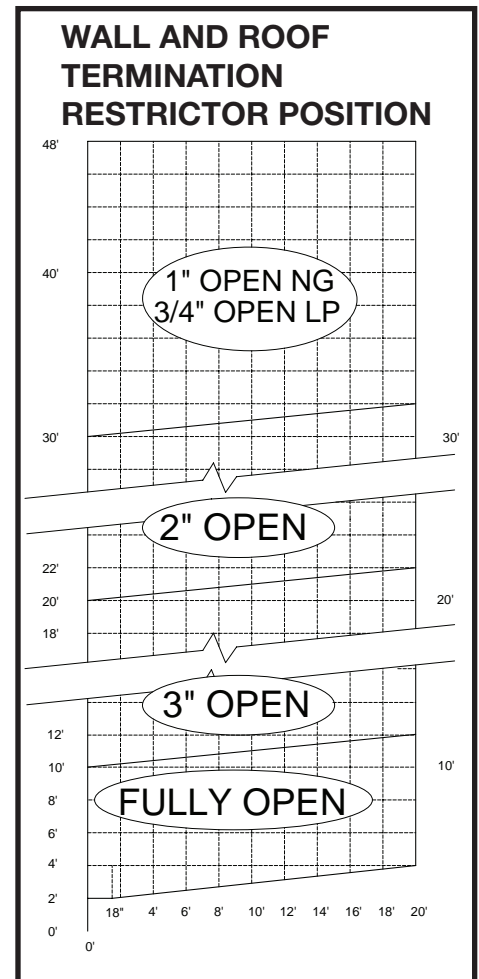 WALL AND ROOF
TERMINATION
RESTRICTOR POSITION
48'
40'
1" OPEN NG
3/4" OPEN LP
30'
30'
2" OPEN
22'
20'
20'
18'
3" OPEN
12'
10'
10'
FULLY OPEN
8'
6'
4'
2'
18" 4' 6' 8' 10' 12' 14' 16' 18' 20'
0'
0'